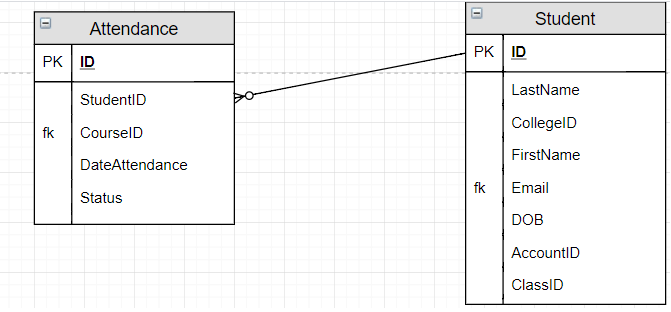 Attendance
PK ID
StudentID
fk CourseID
DateAttendance
Status
Student
PK ID
LastName
CollegeID
FirstName
fk Email
DOB
AccountID
ClassID